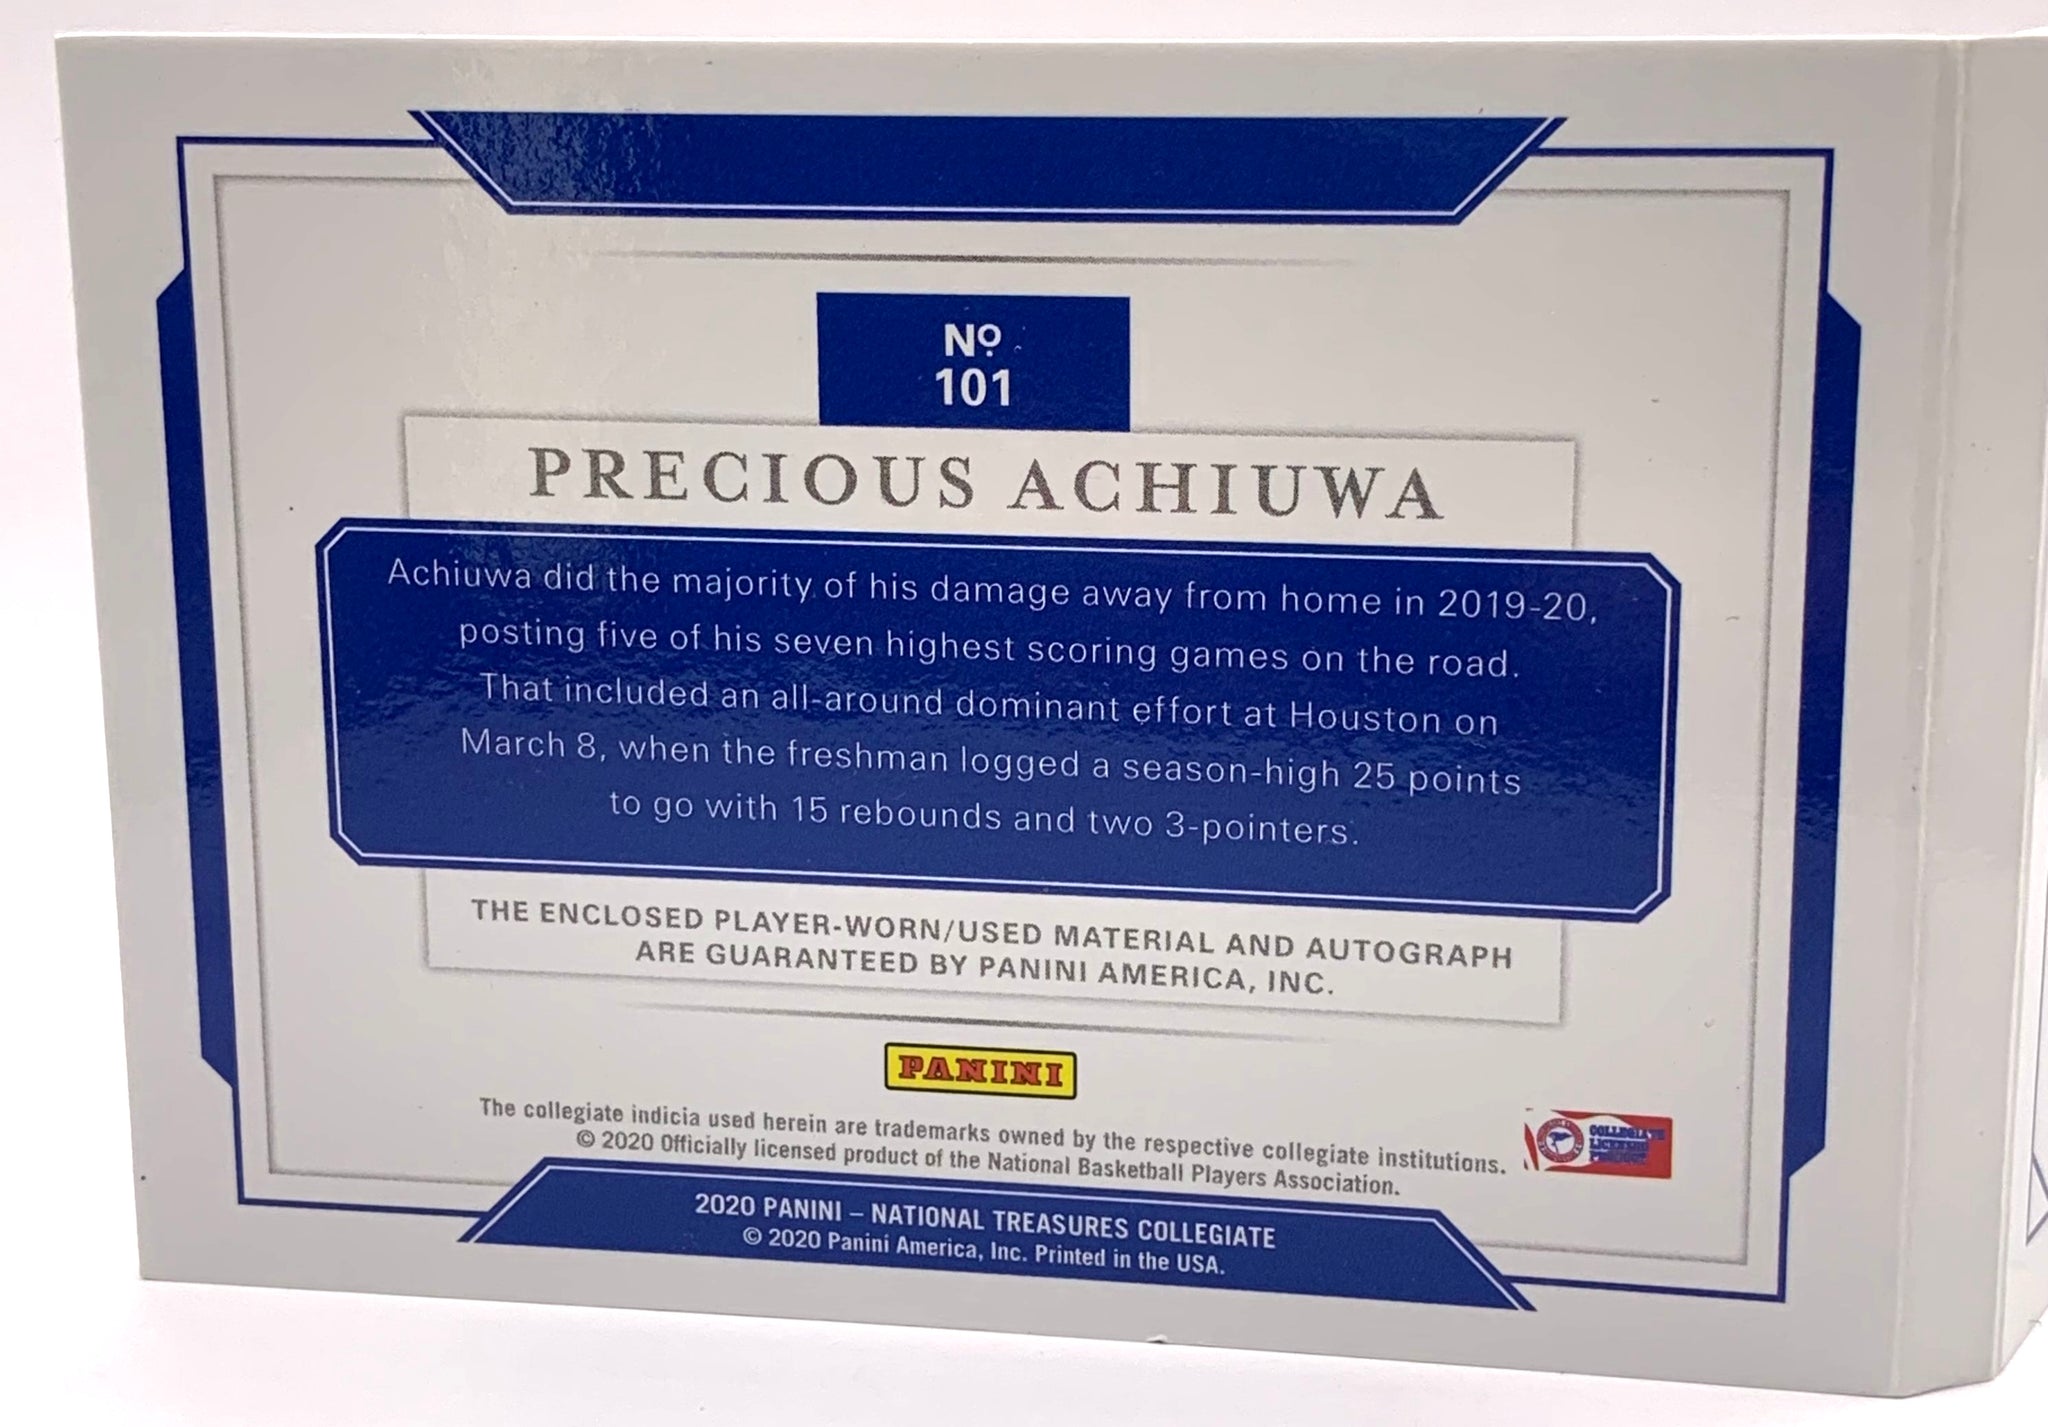 Nº
101
PRECIOUS ACHIUWA
Achiuwa did the majority of his damage away from home in 2019-20,
posting five of his seven highest scoring games on the road.
That included an all-around dominant effort at Houston on
March 8, when the freshman logged a season-high 25 points
to go with 15 rebounds and two 3-pointers.
THE ENCLOSED PLAYER-WORN/USED MATERIAL AND AUTOGRAPH
ARE GUARANTEED BY PANINI AMERICA, INC.
PANINI
The collegiate indicia used herein are trademarks owned by the respective collegiate institutions.
© 2020 Officially licensed product of the National Basketball Players Association.
COLLEGIATE
LICENSED
PRODUCT
2020 PANINI – NATIONAL TREASURES COLLEGIATE
© 2020 Panini America, Inc. Printed in the USA.